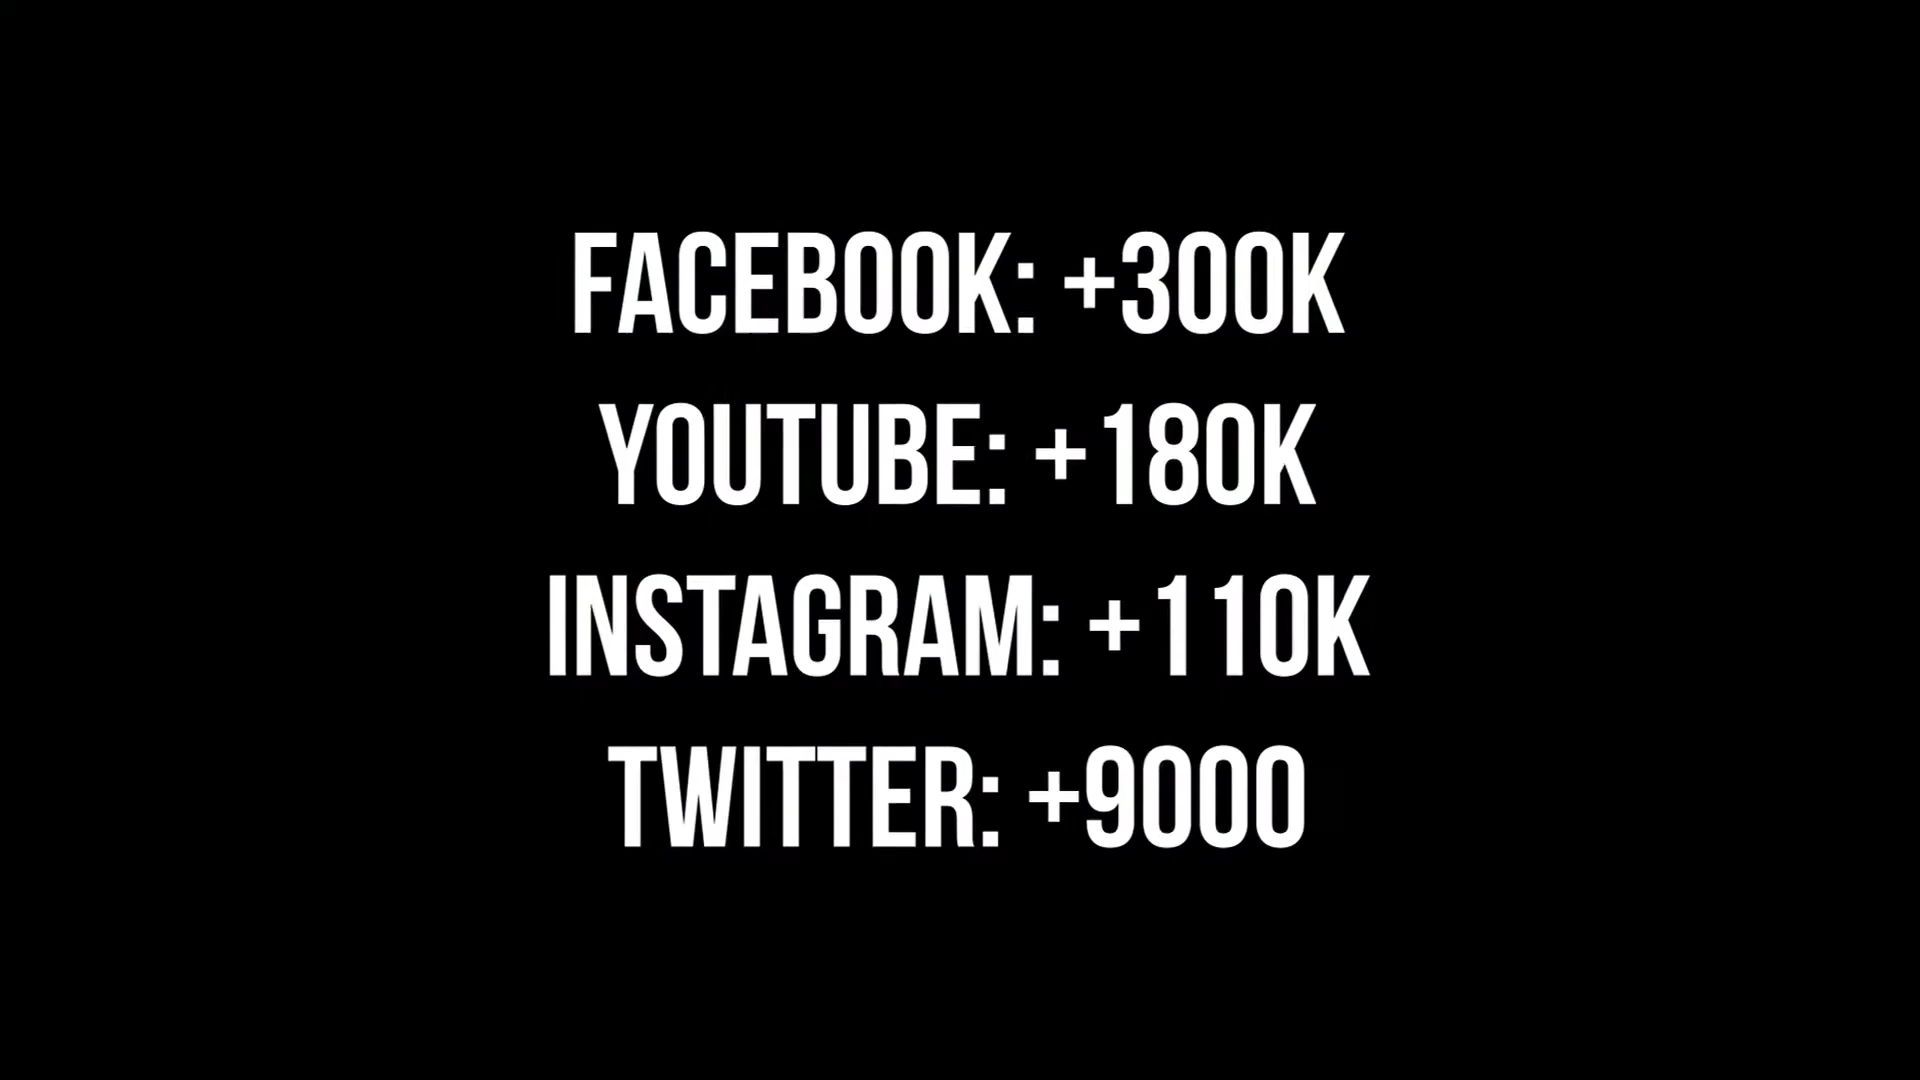 FACEBOOK: +300K
YOUTUBE: +180K
INSTAGRAM: +110K
TWITTER: +9000